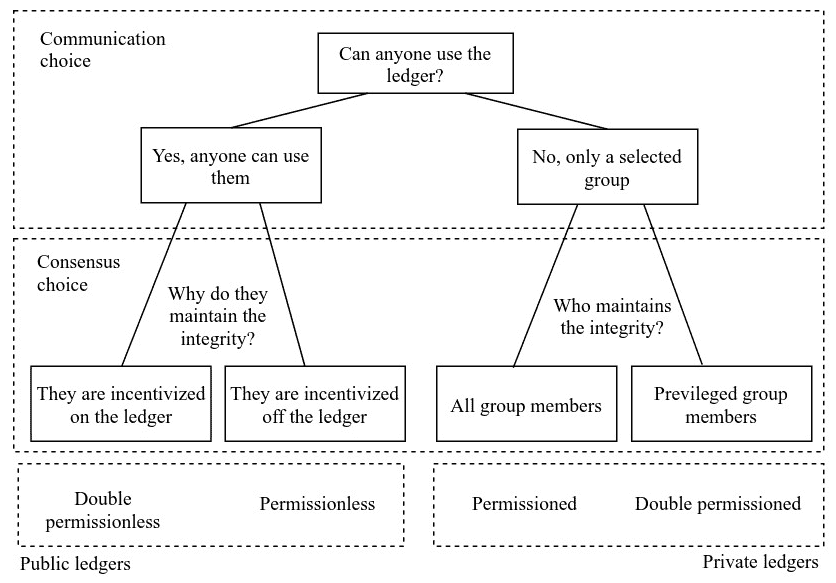 Communication
choice
Can anyone use the
ledger?
Yes, anyone can use
them
No, only a selected
group
Consensus
choice
Why do they
maintain the
integrity?
Who maintains
the integrity?
They are incentivized
on the ledger
They are incentivized
off the ledger
All group members
Previleged group
members
Double
permissionless
Permissionless
Permissioned
Double permissioned
Public ledgers
Private ledgers